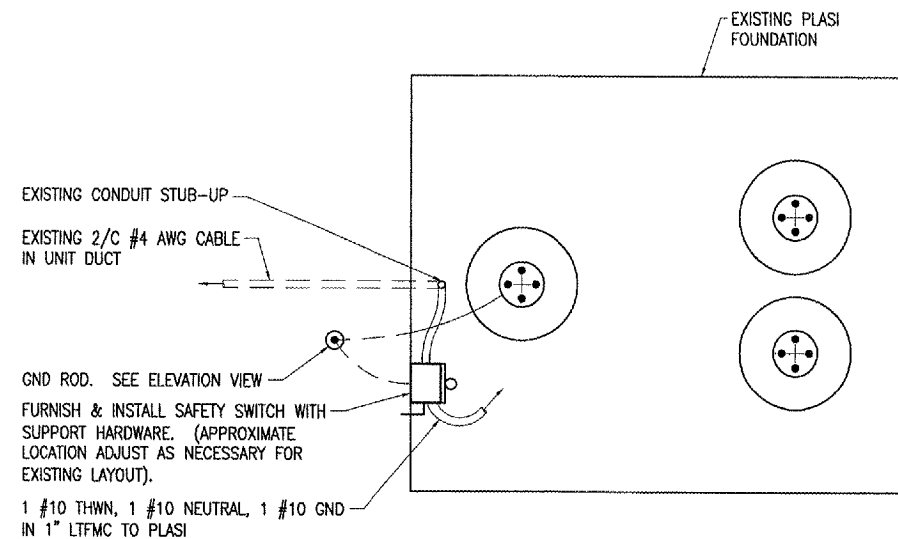 EXISTING PLASI
FOUNDATION
EXISTING CONDUIT STUB-UP
EXISTING 2/C #4 AWG CABLE
IN UNIT DUCT
GND ROD. SEE ELEVATION VIEW
FURNISH & INSTALL SAFETY SWITCH WITH
SUPPORT HARDWARE. (APPROXIMATE
LOCATION ADJUST AS NECESSARY FOR
EXISTING LAYOUT).
1 #10 THWN, 1 #10 NEUTRAL, 1 #10 GND
IN 1" LTFMC TO PLASI